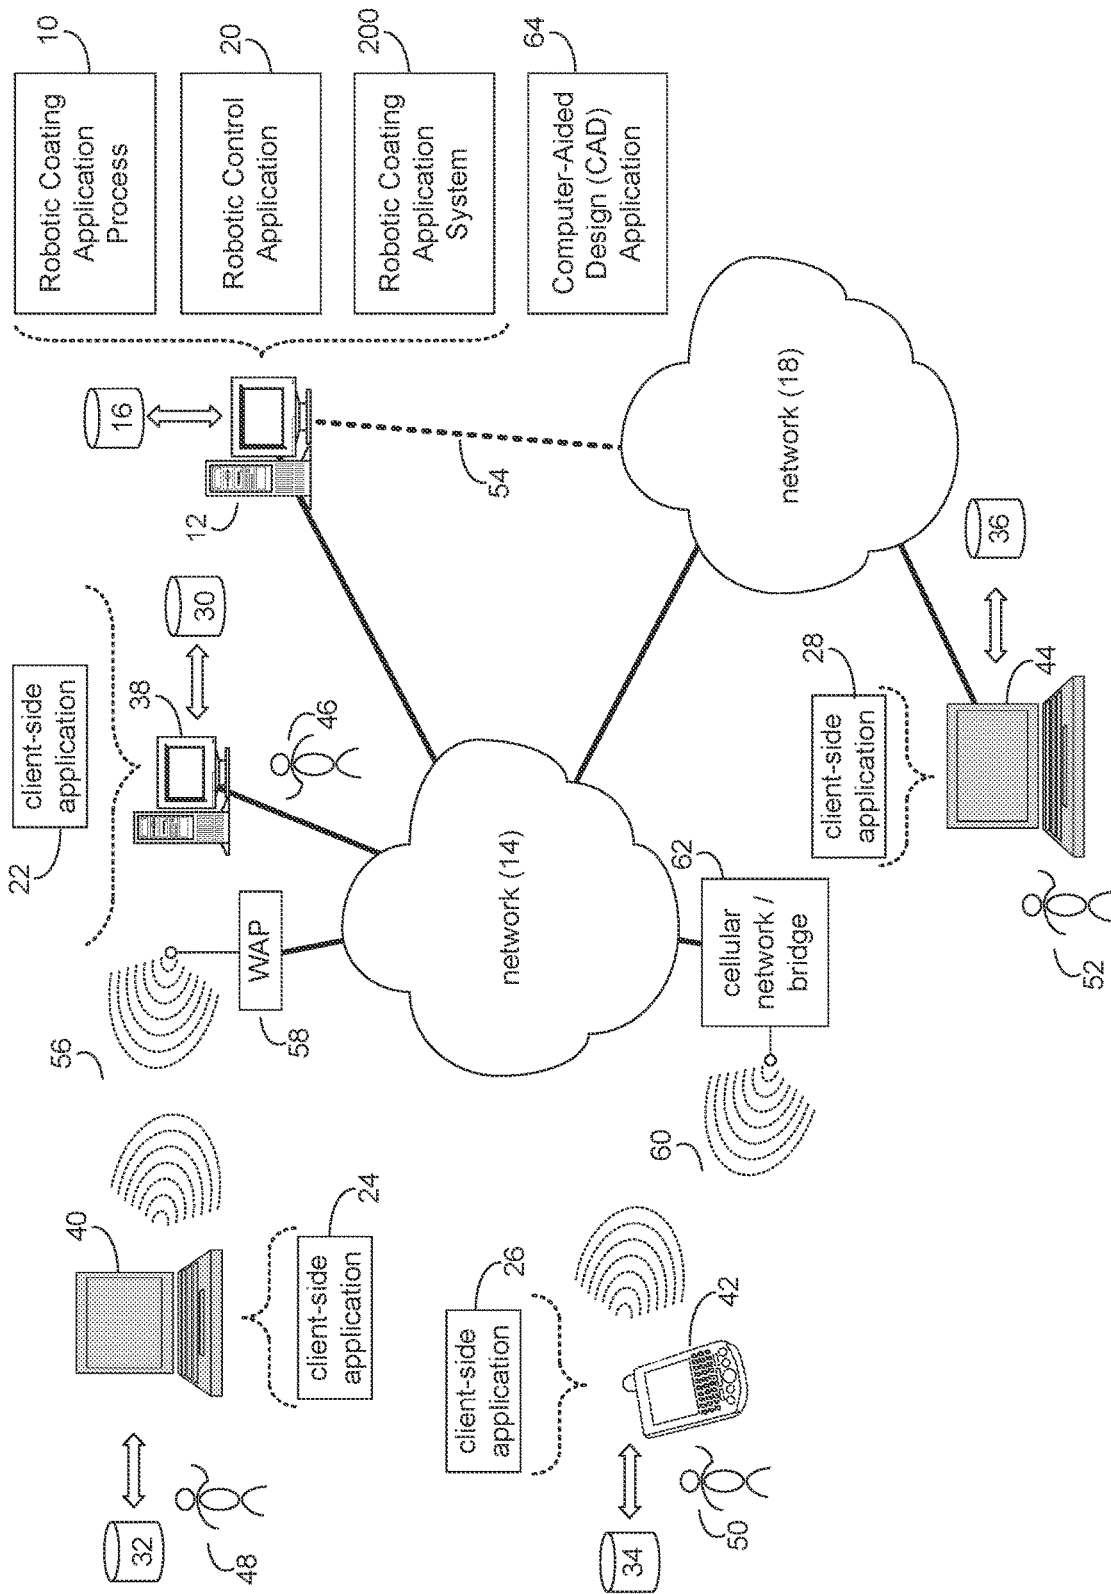 10
Robotic Coating
Application
Process
20
Robotic Control
Application
200
Robotic Coating
Application
System
64
Computer-Aided
Design (CAD)
Application
16
12
54
client-side
application
22
38
30
46
56
WAP
58
network (14)
network (18)
36
28
client-side
application
44
52
62
cellular
network /
bridge
60
40
24
client-side
application
32
48
26
client-side
application
42
34
50